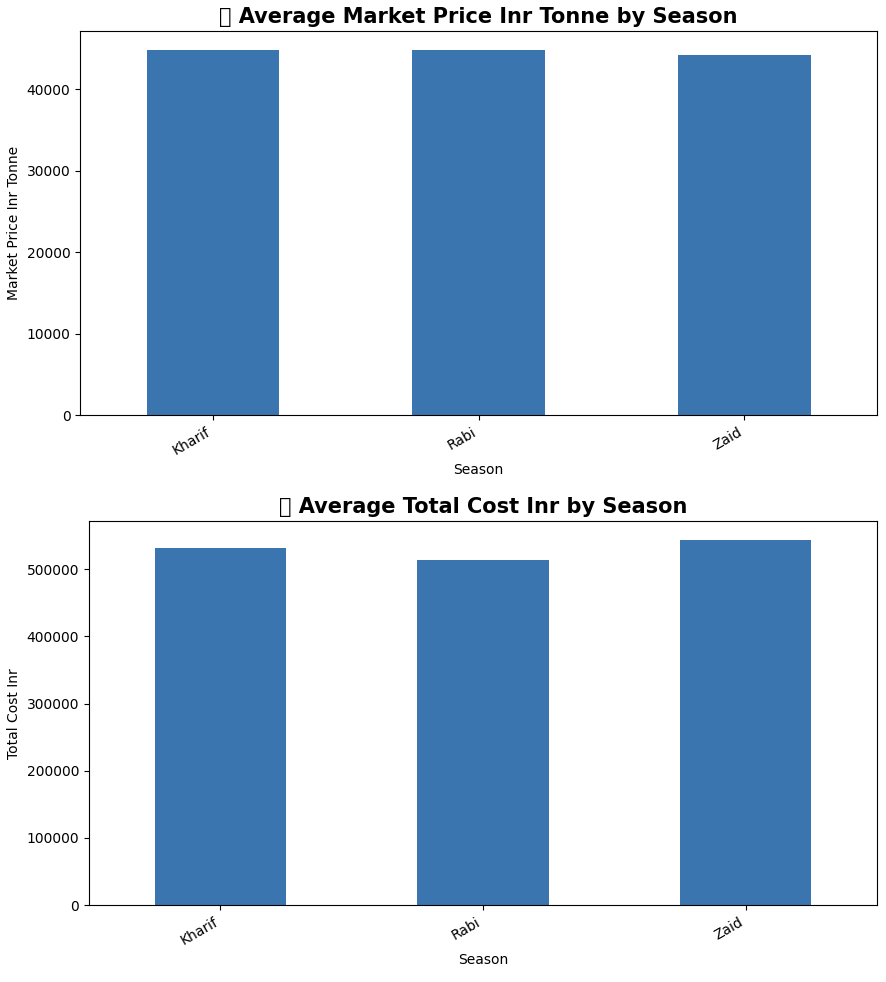 Average Market Price Inr Tonne by Season
Market Price Inr Tonne
40000
30000
20000
10000
0
Kharif
Rabi
Zaid
Season
Average Total Cost Inr by Season
Total Cost Inr
500000
400000
300000
200000
100000
0
Kharif
Rabi
Zaid
Season